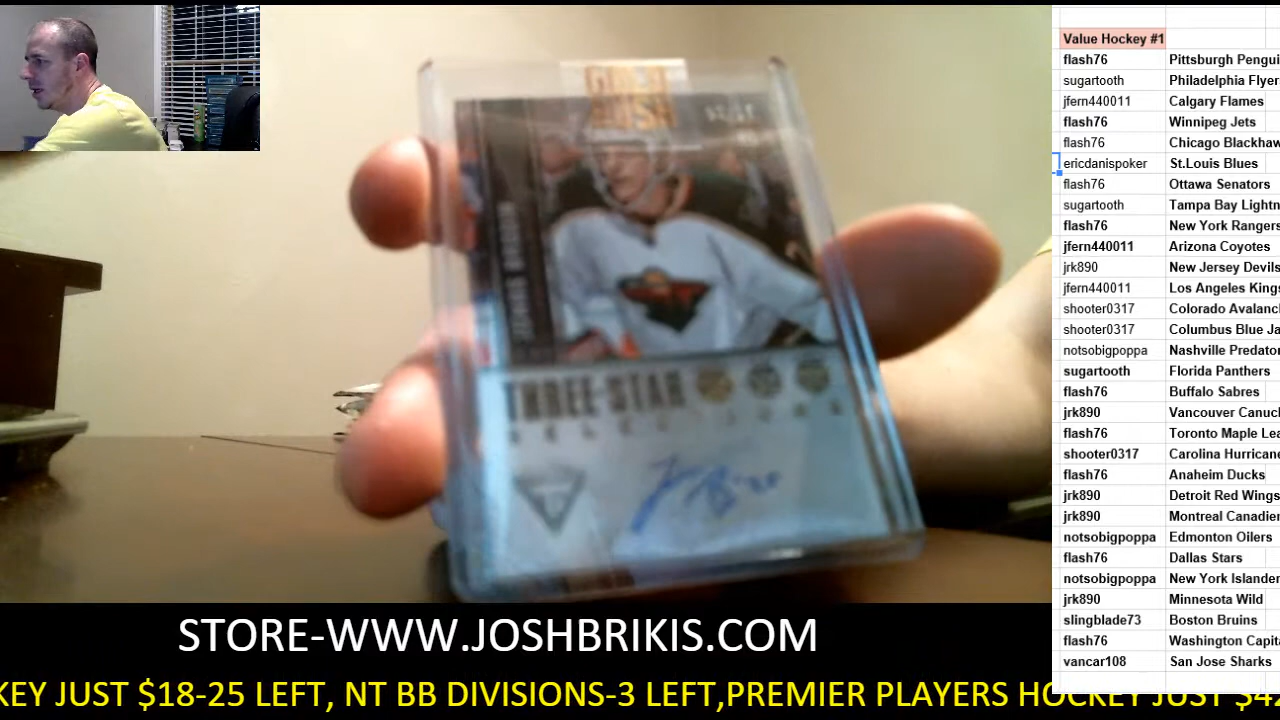 Value Hockey #1
flash76 Pittsburgh Pengui
sugartooth Philadelphia Flyer
jfern440011 Calgary Flames
flash76 Winnipeg Jets
flash76 Chicago Blackhaw
ericdanispoker St.Louis Blues
flash76 Ottawa Senators
sugartooth Tampa Bay Lightn
flash76 New York Rangers
jfern440011 Arizona Coyotes
jrk890 New Jersey Devils
jfern440011 Los Angeles Kings
shooter0317 Colorado Avalanc
shooter0317 Columbus Blue Ja
notsobigpoppa Nashville Predator
sugartooth Florida Panthers
flash76 Buffalo Sabres
jrk890 Vancouver Canuc
flash76 Toronto Maple Lea
shooter0317 Carolina Hurricane
flash76 Anaheim Ducks
jrk890 Detroit Red Wings
jrk890 Montreal Canadien
notsobigpoppa Edmonton Oilers
flash76 Dallas Stars
notsobigpoppa New York Islander
jrk890 Minnesota Wild
slingblade73 Boston Bruins
flash76 Washington Capita
vancar108 San Jose Sharks
THREE-STAR
SELECTIONS
STORE-WWW.JOSHBRIKIS.COM
KEY JUST $18-25 LEFT, NT BB DIVISIONS-3 LEFT,PREMIER PLAYERS HOCKEY JUST $4